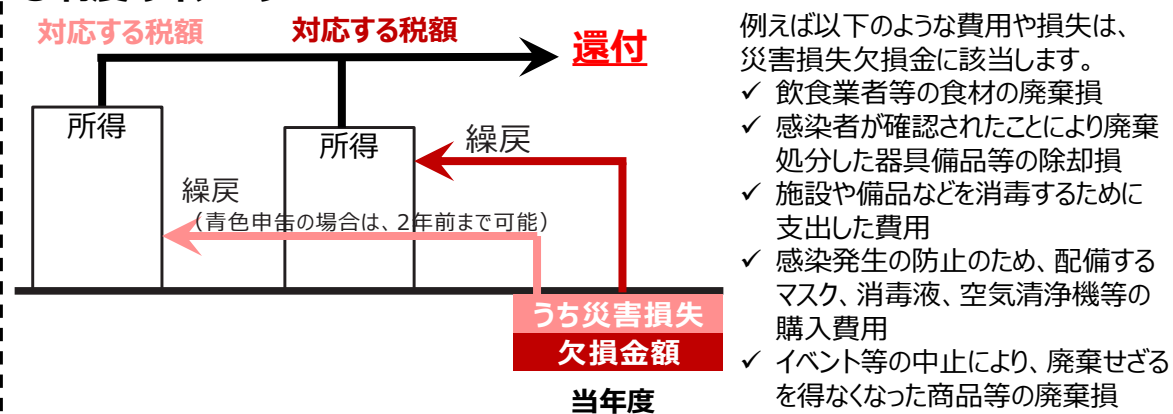 対応する税額
対応する税額
還付
所得
所得
繰戻
繰戻
（青色申告の場合は、2年前まで可能）
うち災害損失
欠損金額
当年度
例えば以下のような費用や損失は、
災害損失欠損金に該当します。
✓ 飲食業者等の食材の廃棄損
✓ 感染者が確認されたことにより廃棄
処分した器具備品等の除却損
✓ 施設や備品などを消毒するために
支出した費用
✓ 感染発生の防止のため、配備する
マスク、消毒液、空気清浄機等の
購入費用
✓ イベント等の中止により、廃棄せざる
を得なくなった商品等の廃棄損